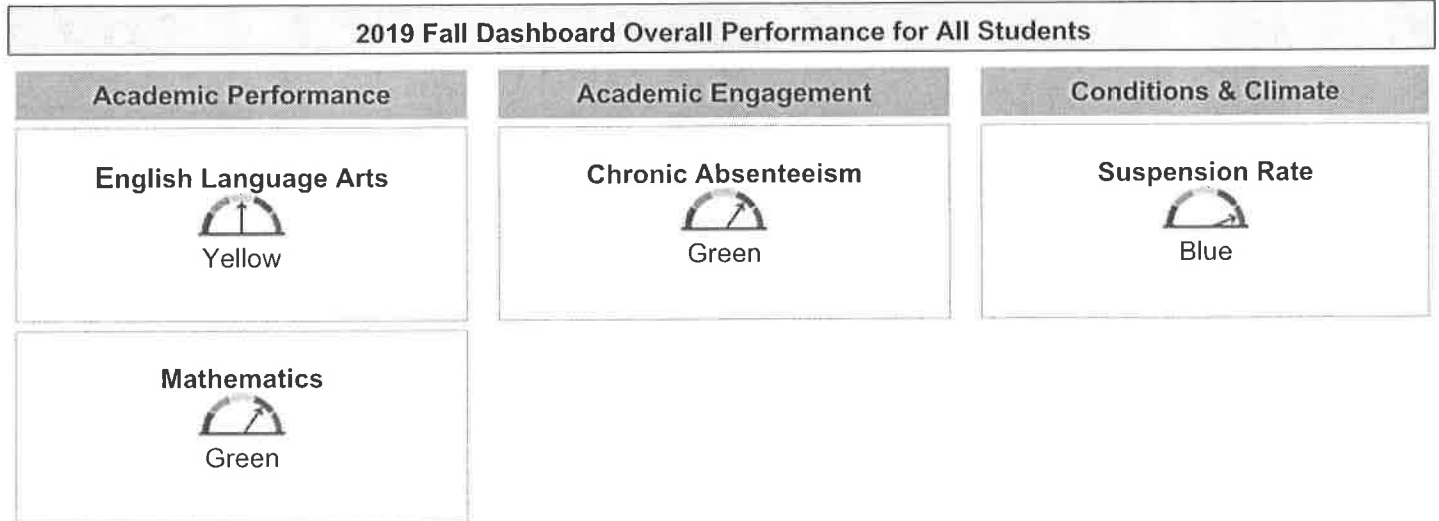 2019 Fall Dashboard Overall Performance for All Students
Academic Performance
English Language Arts
Yellow
Mathematics
Green
Academic Engagement
Chronic Absenteeism
Green
Conditions & Climate
Suspension Rate
Blue